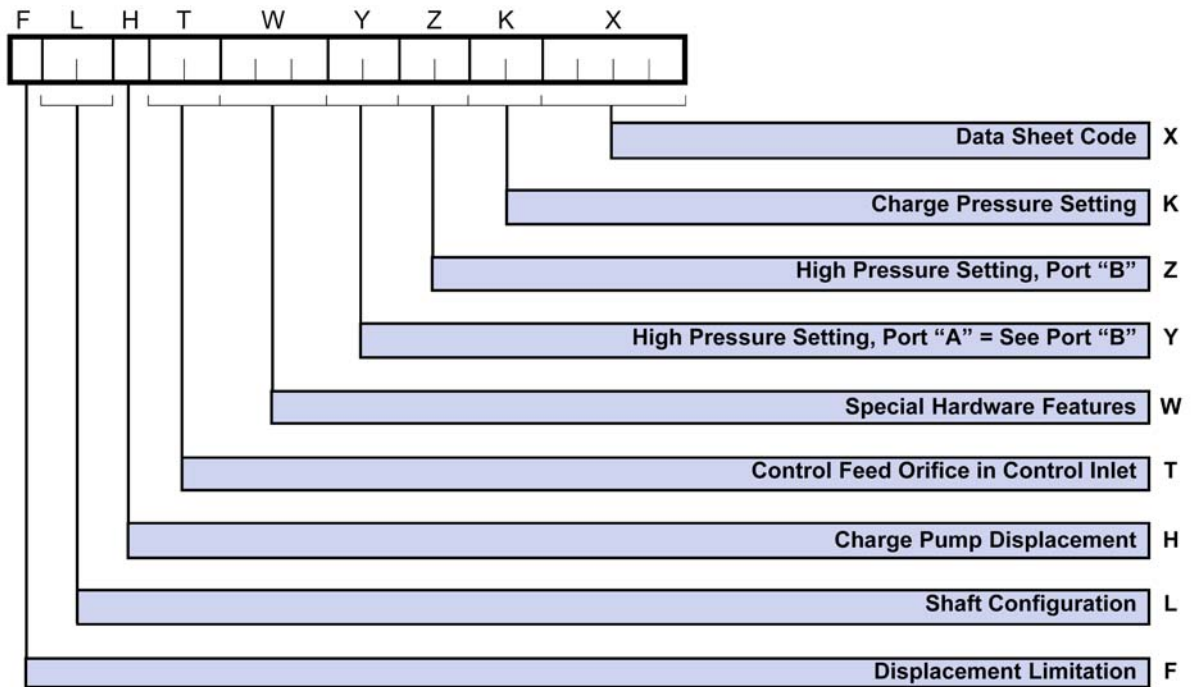 F L H T W Y Z K X
Data Sheet Code X
Charge Pressure Setting K
High Pressure Setting, Port “B” Z
High Pressure Setting, Port “A” = See Port “B” Y
Special Hardware Features W
Control Feed Orifice in Control Inlet T
Charge Pump Displacement H
Shaft Configuration L
Displacement Limitation F